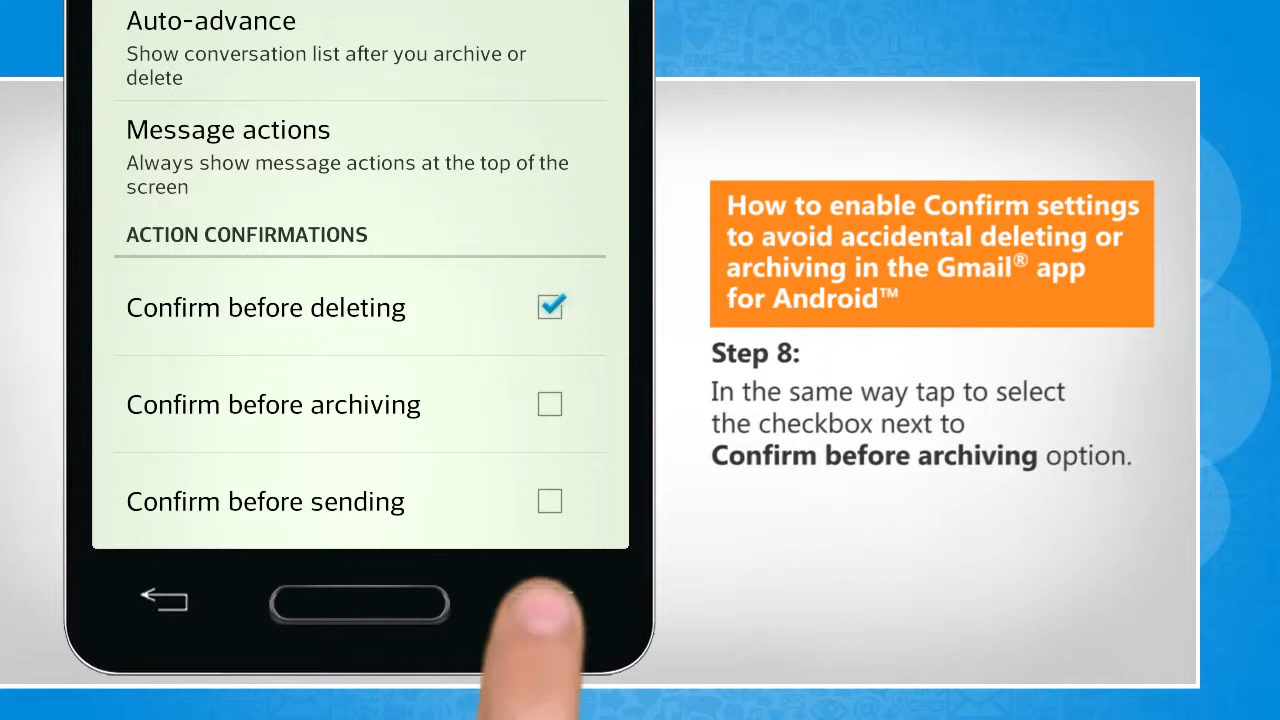 Auto-advance
Show conversation list after you archive or
delete
Message actions
Always show message actions at the top of the
screen
ACTION CONFIRMATIONS
Confirm before deleting
Confirm before archiving
Confirm before sending
How to enable Confirm settings
to avoid accidental deleting or
archiving in the Gmail® app
for Android™
Step 8:
In the same way tap to select
the checkbox next to
Confirm before archiving option.